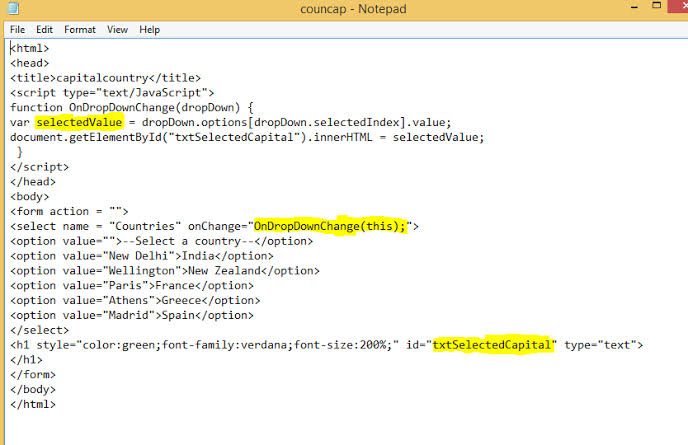 councap - Notepad
File Edit Format View Help
<html>
<head>
<title>capitalcountry</title>
<script type="text/JavaScript">
function OnDropDownChange(dropDown) {
var selectedValue = dropDown.options[dropDown.selectedIndex].value;
document.getElementById("txtSelectedCapital").innerHTML = selectedValue;
 }
</script>
</head>
<body>
<form action = "">
<select name = "Countries" onChange="OnDropDownChange(this);">
<option value="">--Select a country--</option>
<option value="New Delhi">India</option>
<option value="Wellington">New Zealand</option>
<option value="Paris">France</option>
<option value="Athens">Greece</option>
<option value="Madrid">Spain</option>
</select>
<h1 style="color:green;font-family:verdana;font-size:200%;" id="txtSelectedCapital" type="text">
</h1>
</form>
</body>
</html>